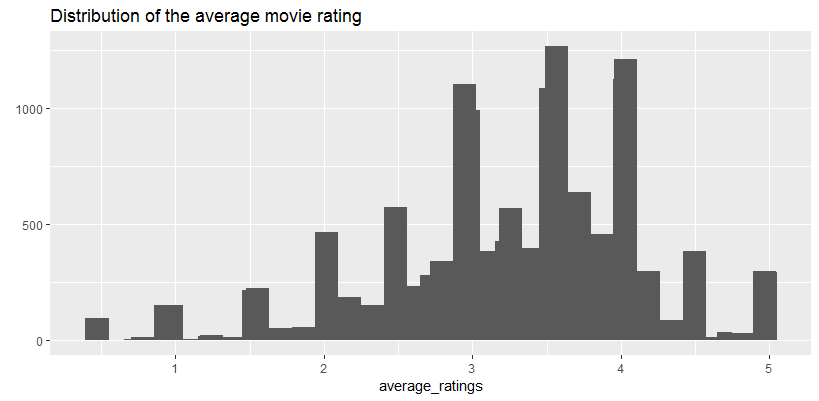 Distribution of the average movie rating
1000
500
0
1 2 3 4 5
average_ratings